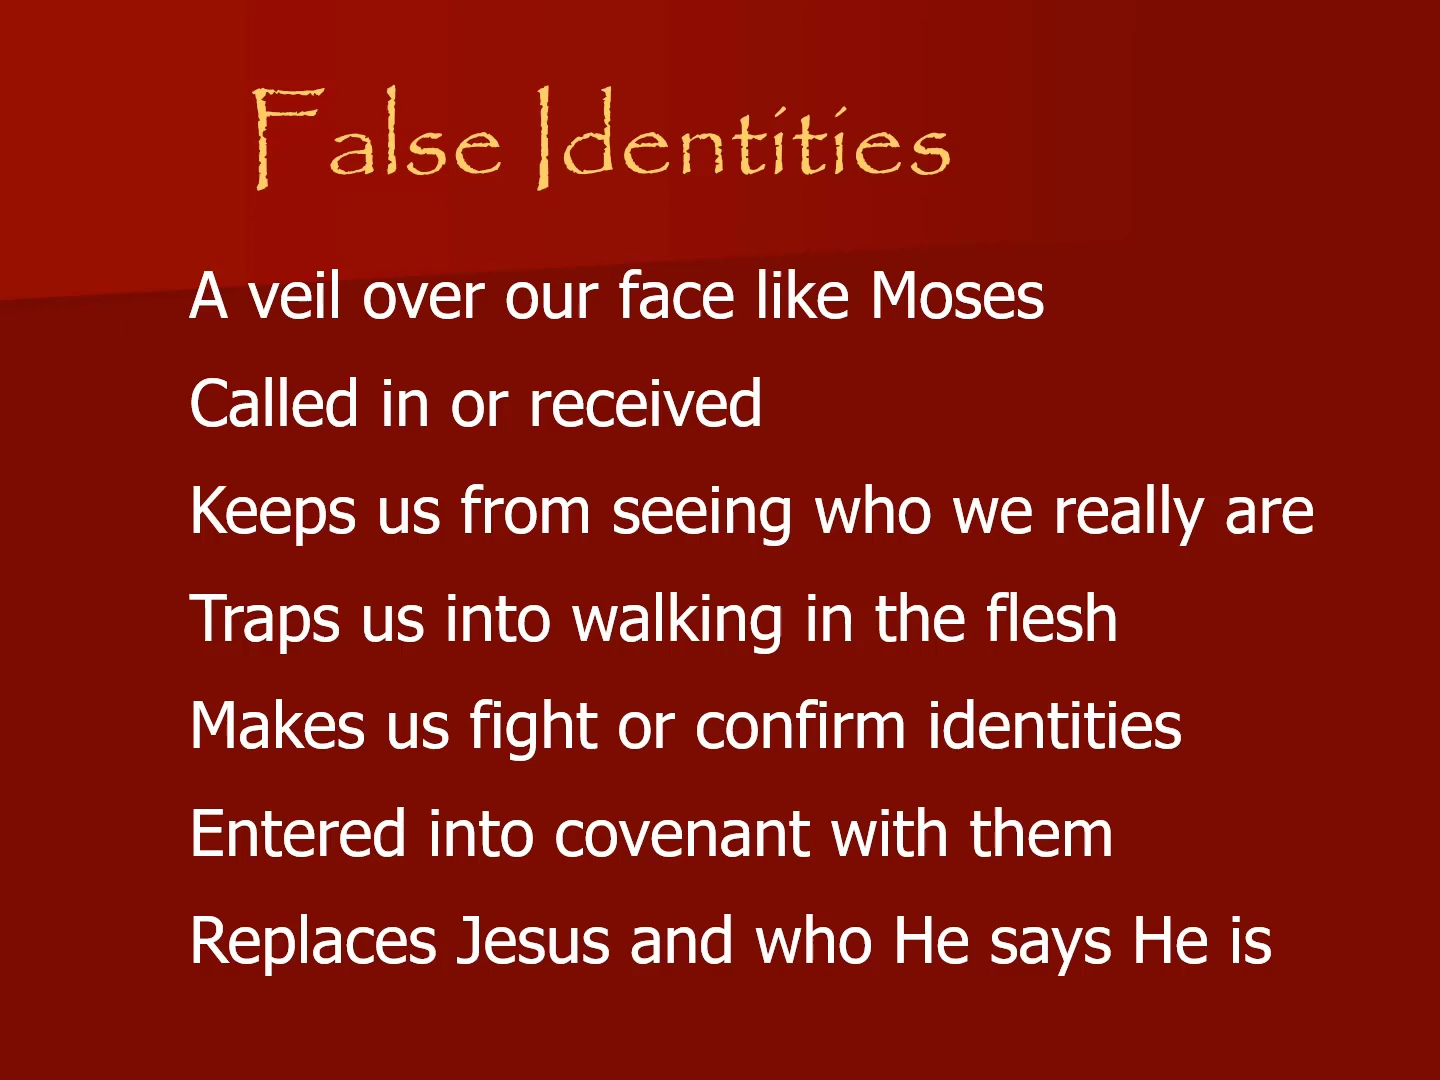 False Identities
A veil over our face like Moses
Called in or received
Keeps us from seeing who we really are
Traps us into walking in the flesh
Makes us fight or confirm identities
Entered into covenant with them
Replaces Jesus and who He says He is